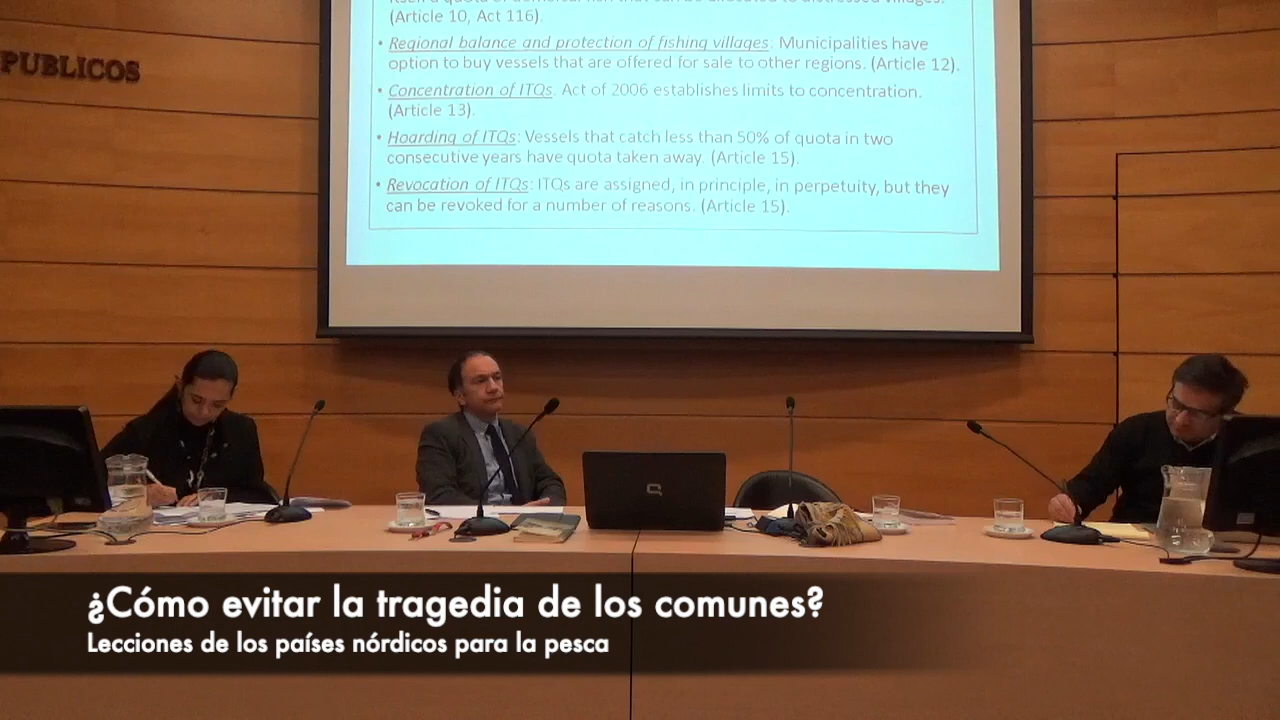 (Article 10, Act 116).
• Regional balance and protection of fishing villages. Municipalities have
option to buy vessels that are offered for sale to other regions. (Article 12).
• Concentration of ITQs. Act of 2006 establishes limits to concentration.
(Article 13).
• Hoarding of ITQs: Vessels that catch less than 50% of quota in two
consecutive years have quota taken away. (Article 15).
• Revocation of ITQs: ITQs are assigned, in principle, in perpetuity, but they
can be revoked for a number of reasons. (Article 15).
PUBLICOS
¿Cómo evitar la tragedia de los comunes?
Lecciones de los países nórdicos para la pesca